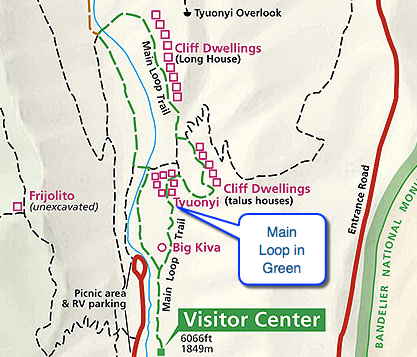 Tyuonyi Overlook
Cliff Dwellings
(Long House)
Main Loop Trail
Cliff Dwellings
(talus houses)
Tyuonyi
Frijolito
(unexcavated)
Main
Loop in
Green
Big Kiva
Main Loop Trail
Entrance Road
BANDELIER NATIONAL MONU
Picnic area
& RV parking
Visitor Center
6066ft
1849m